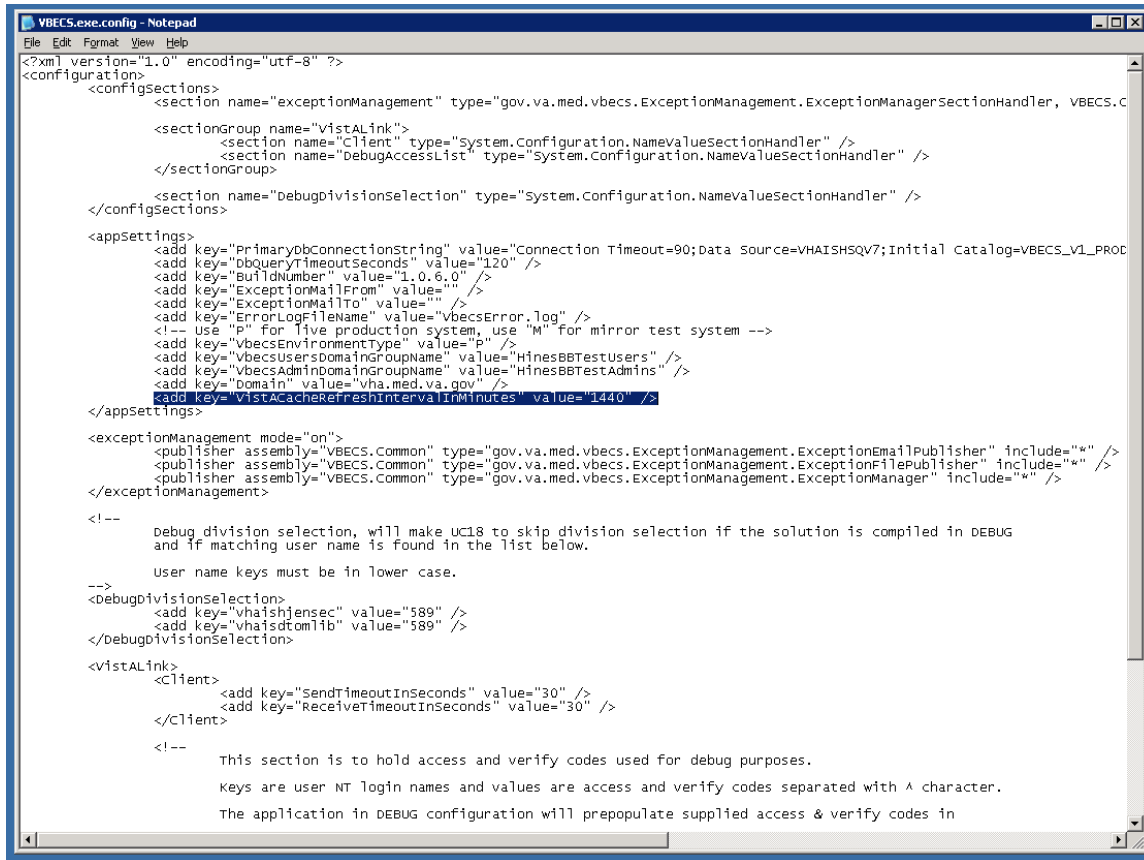 VBECS.exe.config - Notepad
File Edit Format View Help
<?xml version="1.0" encoding="utf-8" ?>
<configuration>
<configSections>
<section name="exceptionManagement" type="gov.va.med.vbecs.ExceptionManagement.ExceptionManagerSectionHandler, VBECS.C
<sectionGroup name="VistALink">
<section name="Client" type="System.Configuration.NameValueSectionHandler" />
<section name="DebugAccessList" type="System.Configuration.NameValueSectionHandler" />
</sectionGroup>
<section name="DebugDivisionSelection" type="System.Configuration.NameValueSectionHandler" />
</configSections>
<appSettings>
<add key="PrimaryDbConnectionString" value="Connection Timeout=90;Data Source=VHAISHSQV7;Initial Catalog=VBECS_V1_PROD
<add key="DbQueryTimeoutSeconds" value="120" />
<add key="BuildNumber" value="1.0.6.0" />
<add key="ExceptionMailFrom" value="" />
<add key="ExceptionMailTo" value="" />
<add key="ErrorLogFileName" value="VbecsError.log" />
<!-- Use "P" for live production system, use "M" for mirror test system -->
<add key="VbecsEnvironmentType" value="P" />
<add key="VbecsUsersDomainGroupName" value="HinesBBTestUsers" />
<add key="VbecsAdminDomainGroupName" value="HinesBBTestAdmins" />
<add key="Domain" value="vha.med.va.gov" />
<add key="VistACacheRefreshIntervalInMinutes" value="1440" />
</appSettings>
<exceptionManagement mode="on">
<publisher assembly="VBECS.Common" type="gov.va.med.vbecs.ExceptionManagement.ExceptionEmailPublisher" include="*" />
<publisher assembly="VBECS.Common" type="gov.va.med.vbecs.ExceptionManagement.ExceptionFilePublisher" include="*" />
<publisher assembly="VBECS.Common" type="gov.va.med.vbecs.ExceptionManagement.ExceptionManager" include="*" />
</exceptionManagement>
<!--
Debug division selection, will make UC18 to skip division selection if the solution is compiled in DEBUG
and if matching user name is found in the list below.
User name keys must be in lower case.
-->
<DebugDivisionSelection>
<add key="vhaishjensec" value="589" />
<add key="vhaisdtomlib" value="589" />
</DebugDivisionSelection>
<VistALink>
<Client>
<add key="SendTimeoutInSeconds" value="30" />
<add key="ReceiveTimeoutInSeconds" value="30" />
</Client>
<!--
This section is to hold access and verify codes used for debug purposes.
Keys are user NT login names and values are access and verify codes separated with ^ character.
The application in DEBUG configuration will prepopulate supplied access & verify codes in